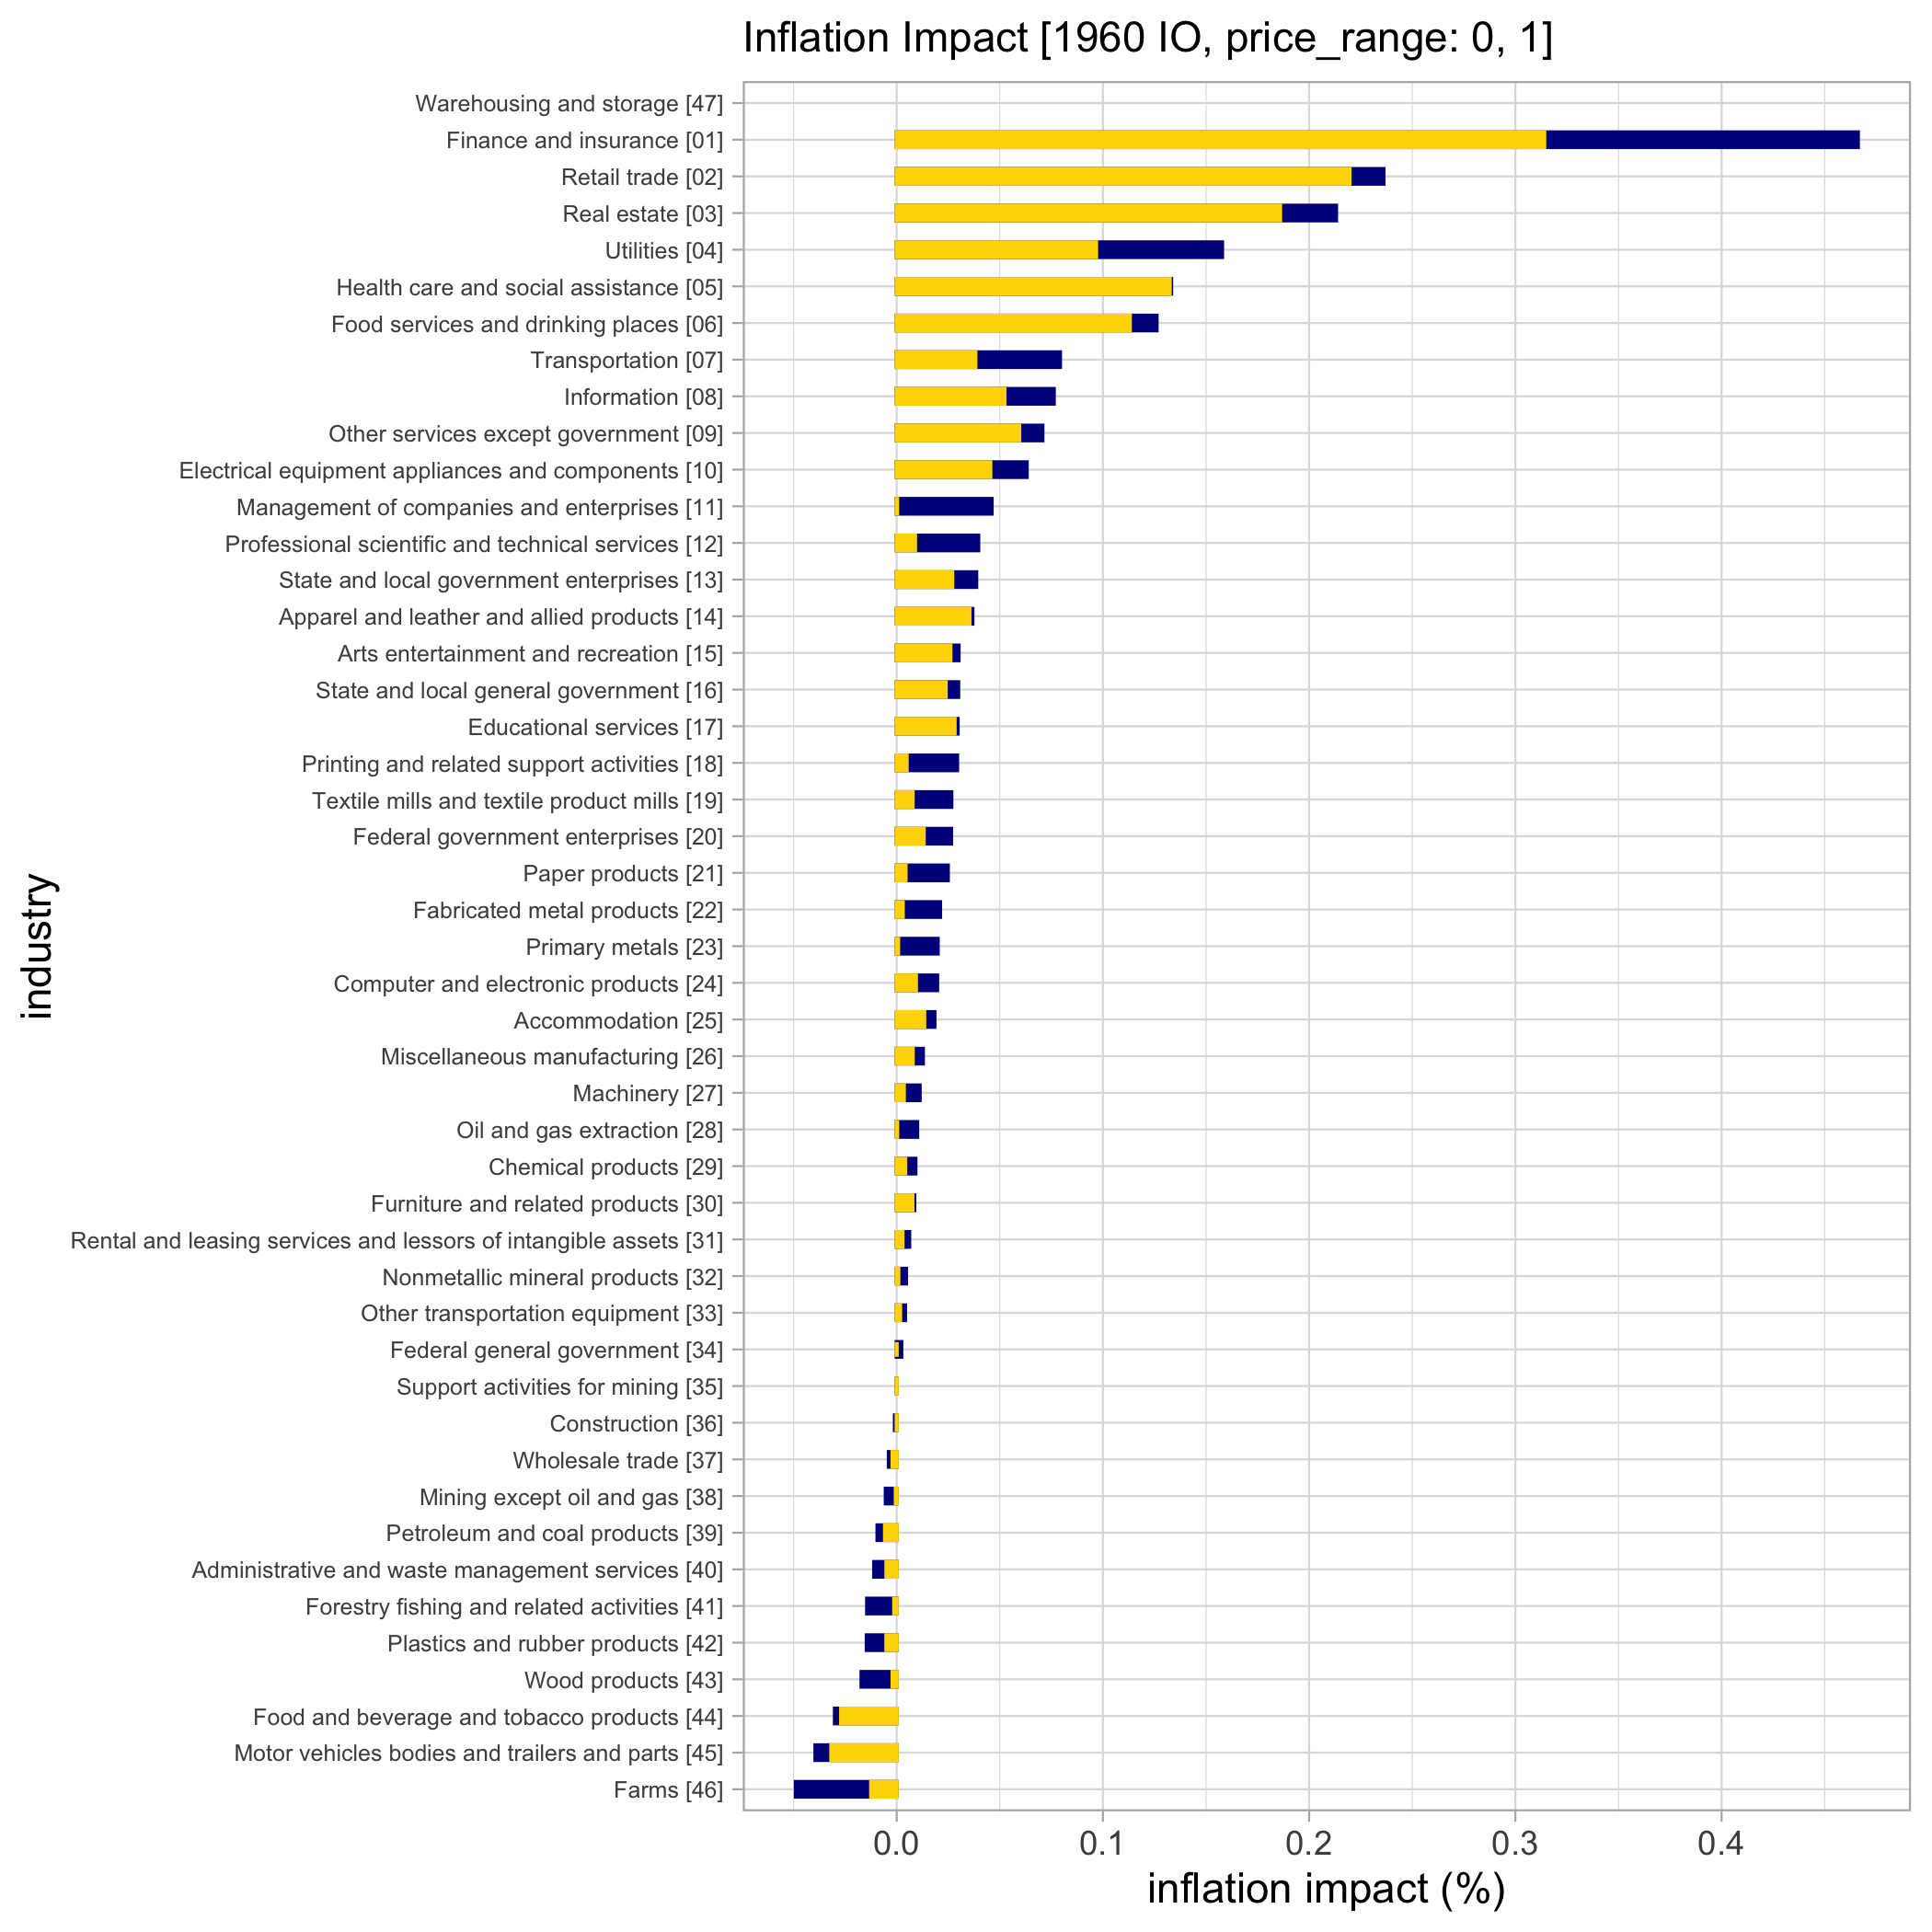 Inflation Impact [1960 IO, price_range: 0, 1]
Warehousing and storage [47]
Finance and insurance [01]
Retail trade [02]
Real estate [03]
Utilities [04]
Health care and social assistance [05]
Food services and drinking places [06]
Transportation [07]
Information [08]
Other services except government [09]
Electrical equipment appliances and components [10]
Management of companies and enterprises [11]
Professional scientific and technical services [12]
State and local government enterprises [13]
Apparel and leather and allied products [14]
Arts entertainment and recreation [15]
State and local general government [16]
Educational services [17]
Printing and related support activities [18]
Textile mills and textile product mills [19]
Federal government enterprises [20]
Paper products [21]
Fabricated metal products [22]
Primary metals [23]
Computer and electronic products [24]
Accommodation [25]
Miscellaneous manufacturing [26]
Machinery [27]
Oil and gas extraction [28]
Chemical products [29]
Furniture and related products [30]
Rental and leasing services and lessors of intangible assets [31]
Nonmetallic mineral products [32]
Other transportation equipment [33]
Federal general government [34]
Support activities for mining [35]
Construction [36]
Wholesale trade [37]
Mining except oil and gas [38]
Petroleum and coal products [39]
Administrative and waste management services [40]
Forestry fishing and related activities [41]
Plastics and rubber products [42]
Wood products [43]
Food and beverage and tobacco products [44]
Motor vehicles bodies and trailers and parts [45]
Farms [46]
industry
0.0 0.1 0.2 0.3 0.4
inflation impact (%)